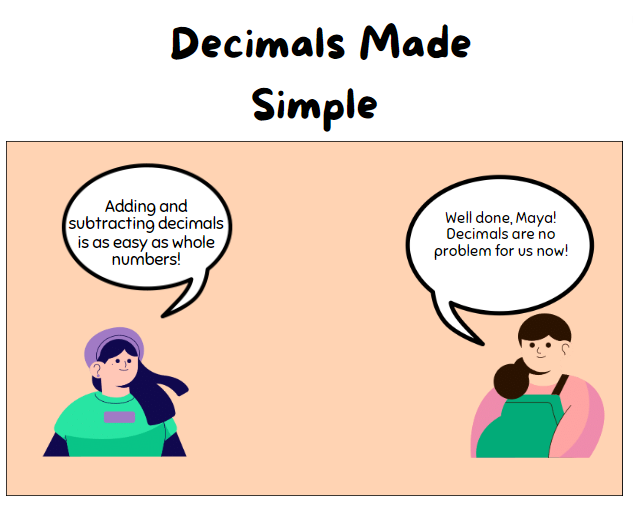 Decimals Made
Simple
Adding and
subtracting decimals
is as easy as whole
numbers!
Well done, Maya!
Decimals are no
problem for us now!